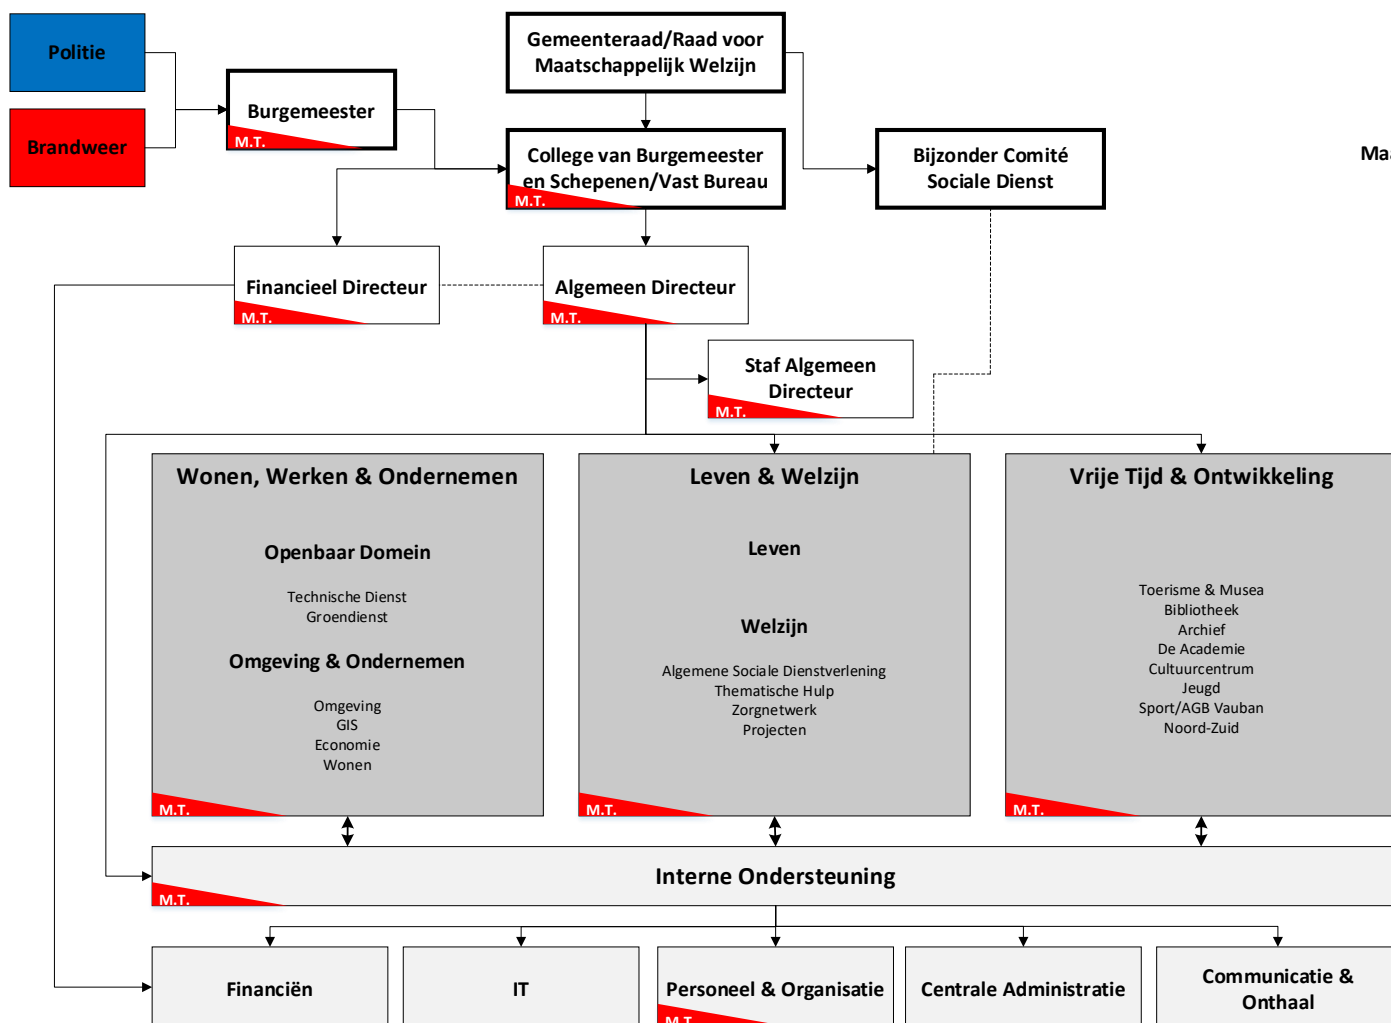 Politie
Brandweer
Burgemeester
M.T.
Gemeenteraad/Raad voor
Maatschappelijk Welzijn
College van Burgemeester
en Schepenen/Vast Bureau
M.T.
Bijzonder Comité
Sociale Dienst
Maa
Financieel Directeur
M.T.
Algemeen Directeur
M.T.
Staf Algemeen
Directeur
M.T.
Wonen, Werken & Ondernemen
Openbaar Domein
Technische Dienst
Groendienst
Omgeving & Ondernemen
Omgeving
GIS
Economie
Wonen
M.T.
Leven & Welzijn
Leven
Welzijn
Algemene Sociale Dienstverlening
Thematische Hulp
Zorgnetwerk
Projecten
M.T.
Vrije Tijd & Ontwikkeling
Toerisme & Musea
Bibliotheek
Archief
De Academie
Cultuurcentrum
Jeugd
Sport/AGB Vauban
Noord-Zuid
M.T.
Interne Ondersteuning
M.T.
Financiën
IT
Personeel & Organisatie
M.T.
Centrale Administratie
Communicatie &
Onthaal